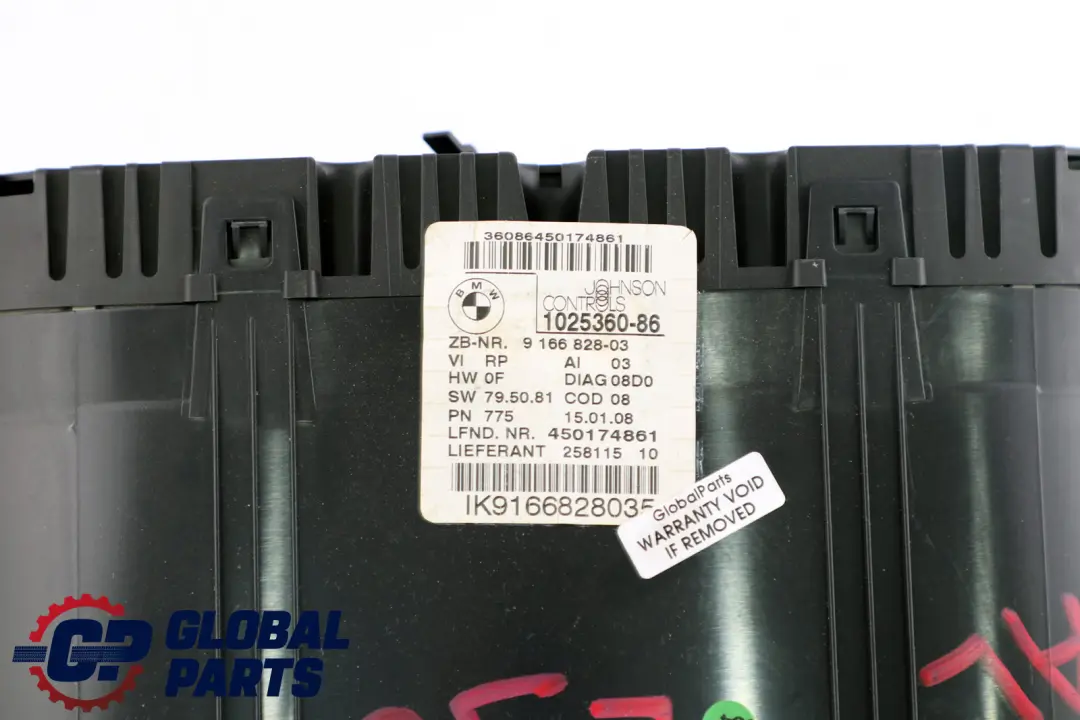 36086450174861
BMW
JOHNSON
CONTROLS
1025360-86
ZB-NR. 9 166 828-03
VI RP AI 03
HW 0F DIAG 08D0
SW 79.50.81 COD 08
PN 775 15.01.08
LFND. NR. 450174861
LIEFERANT 258115 10
IK9166828035
GlobalParts
WARRANTY VOID
IF REMOVED
GP GLOBAL
PARTS